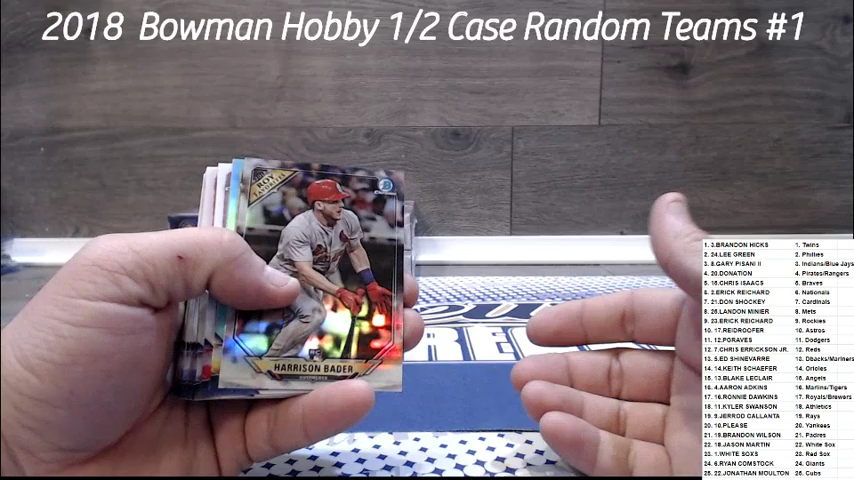 2018 Bowman Hobby 1/2 Case Random Teams #1
ROY
FAVORITES
HARRISON BADER
OUTFIELDER
RC
1. 3.BRANDON HICKS 1. Twins
2. 24.LEE GREEN 2. Phillies
3. 8.GARY PISANI II 3. Indians/Blue Jays
4. 20.DONATION 4. Pirates/Rangers
5. 15.CHRIS ISAACS 5. Braves
6. 2.ERICK REICHARD 6. Nationals
7. 21.DON SHOCKEY 7. Cardinals
8. 25.LANDON MINIER 8. Mets
9. 23.ERICK REICHARD 9. Rockies
10. 17.REIDROOFER 10. Astros
11. 12.PGRAVES 11. Dodgers
12. 7.CHRIS ERRICKSON JR. 12. Reds
13. 5.ED SHINEVARRE 13. Dbacks/Mariners
14. 14.KEITH SCHAEFER 14. Orioles
15. 13.BLAKE LECLAIR 15. Angels
16. 4.AARON ADKINS 16. Marlins/Tigers
17. 16.RONNIE DAWKINS 17. Royals/Brewers
18. 11.KYLER SWANSON 18. Athletics
19. 9.JERROD CALLANTA 19. Rays
20. 10.PLEASE 20. Yankees
21. 19.BRANDON WILSON 21. Padres
22. 18.JASON MARTIN 22. White Sox
23. 1.WHITE SOXS 23. Red Sox
24. 6.RYAN COMSTOCK 24. Giants
25. 22.JONATHAN MOULTON 25. Cubs